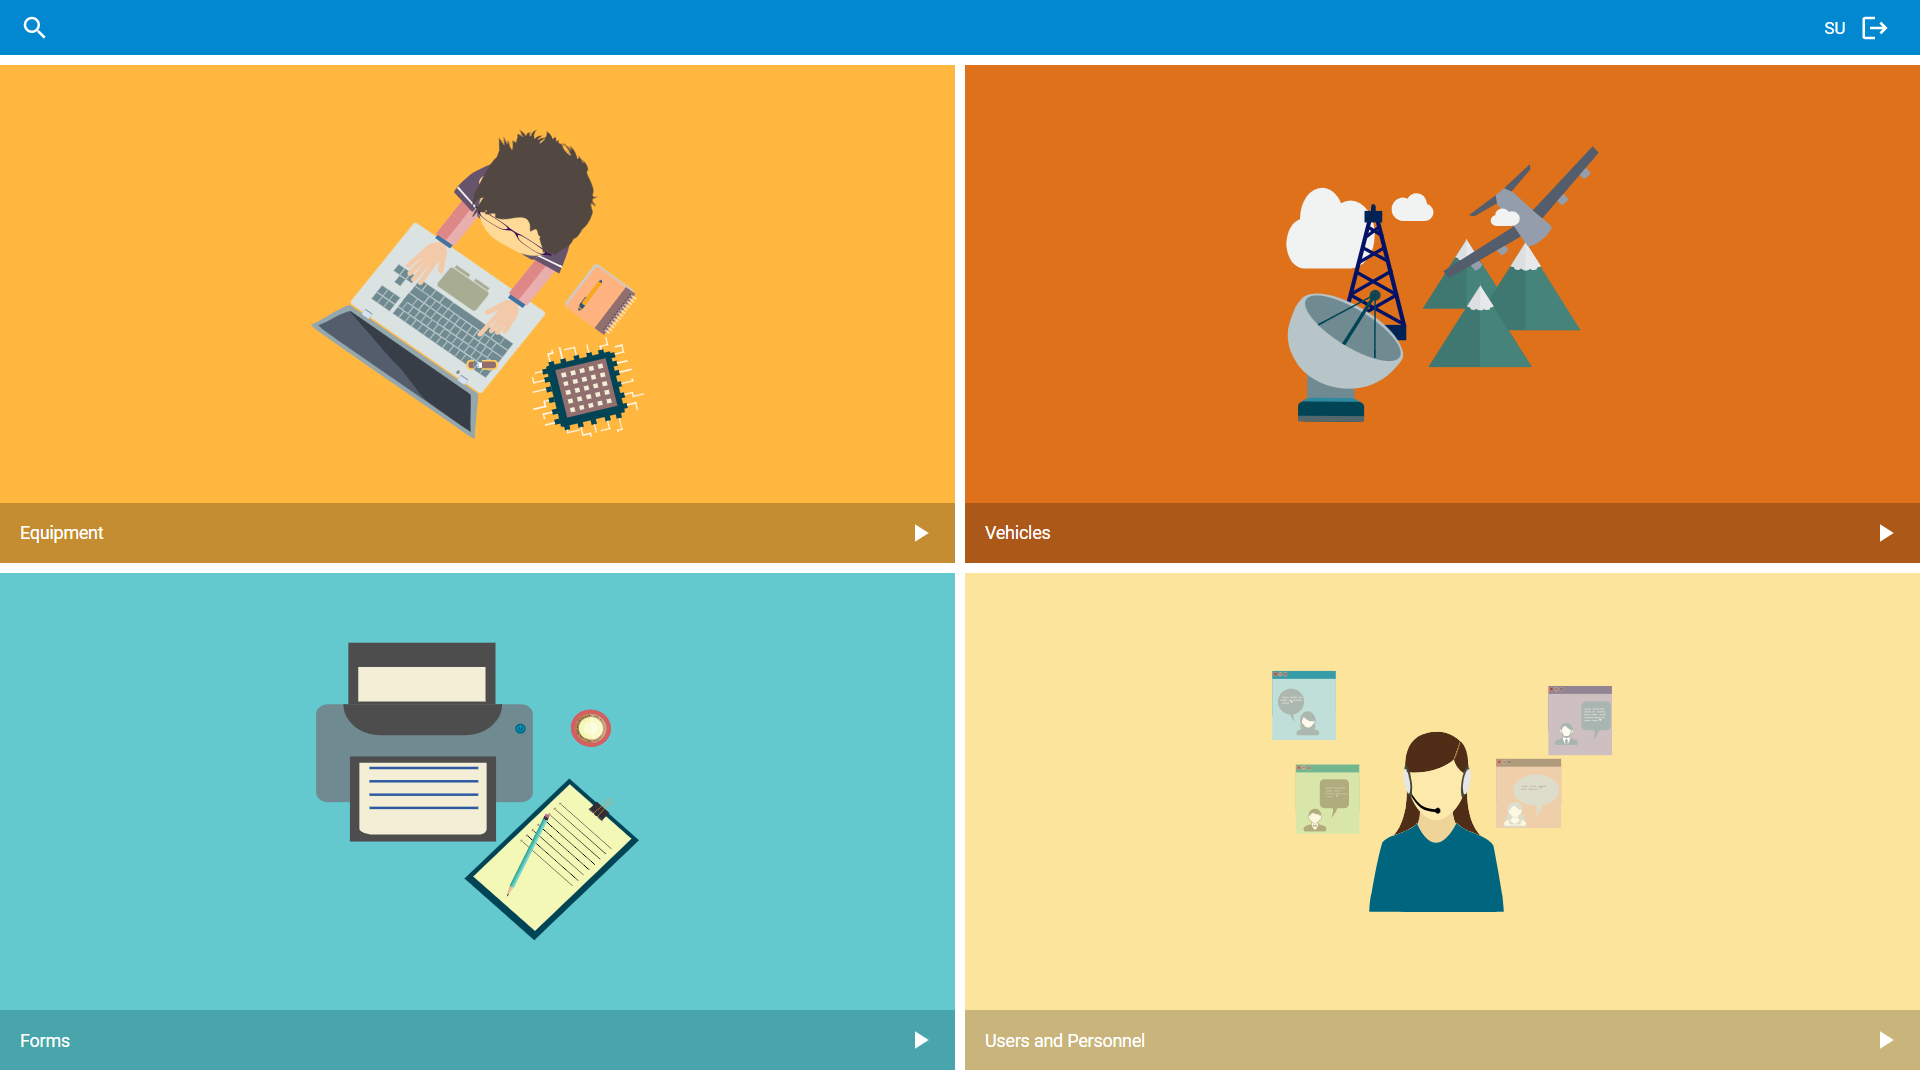 SU
Equipment
Vehicles
Forms
Users and Personnel